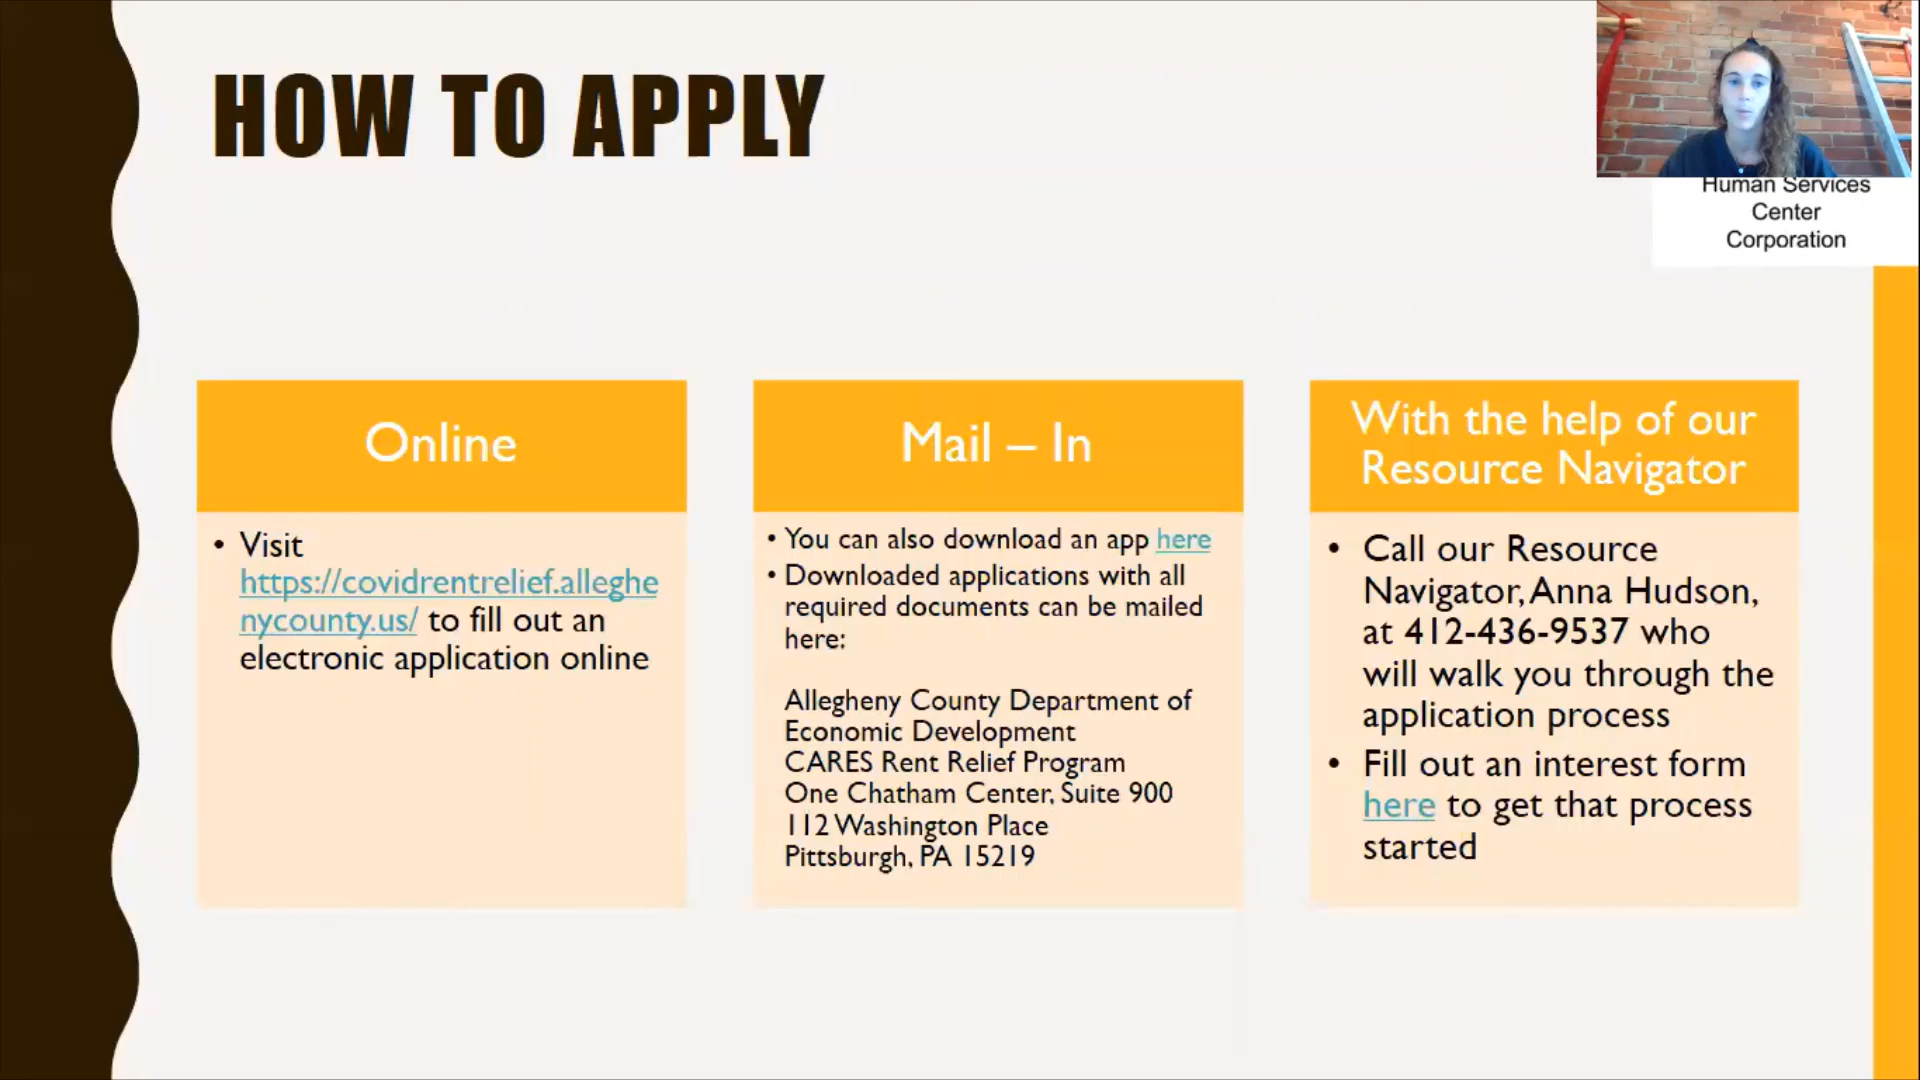 HOW TO APPLY
Human Services
Center
Corporation
Online
• Visit
https://covidrentrelief.alleghe
nycounty.us/ to fill out an
electronic application online
Mail – In
• You can also download an app here
• Downloaded applications with all
required documents can be mailed
here:
Allegheny County Department of
Economic Development
CARES Rent Relief Program
One Chatham Center, Suite 900
112 Washington Place
Pittsburgh, PA 15219
With the help of our
Resource Navigator
• Call our Resource
Navigator, Anna Hudson,
at 412-436-9537 who
will walk you through the
application process
• Fill out an interest form
here to get that process
started